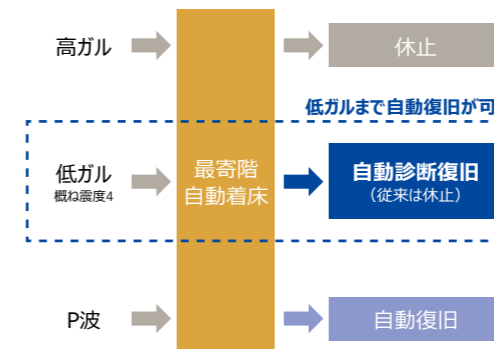 高ガル
休止
低ガルまで自動復旧が可
低ガル
概ね震度4
最寄階
自動着床
自動診断復旧
(従来は休止)
P波
自動復旧